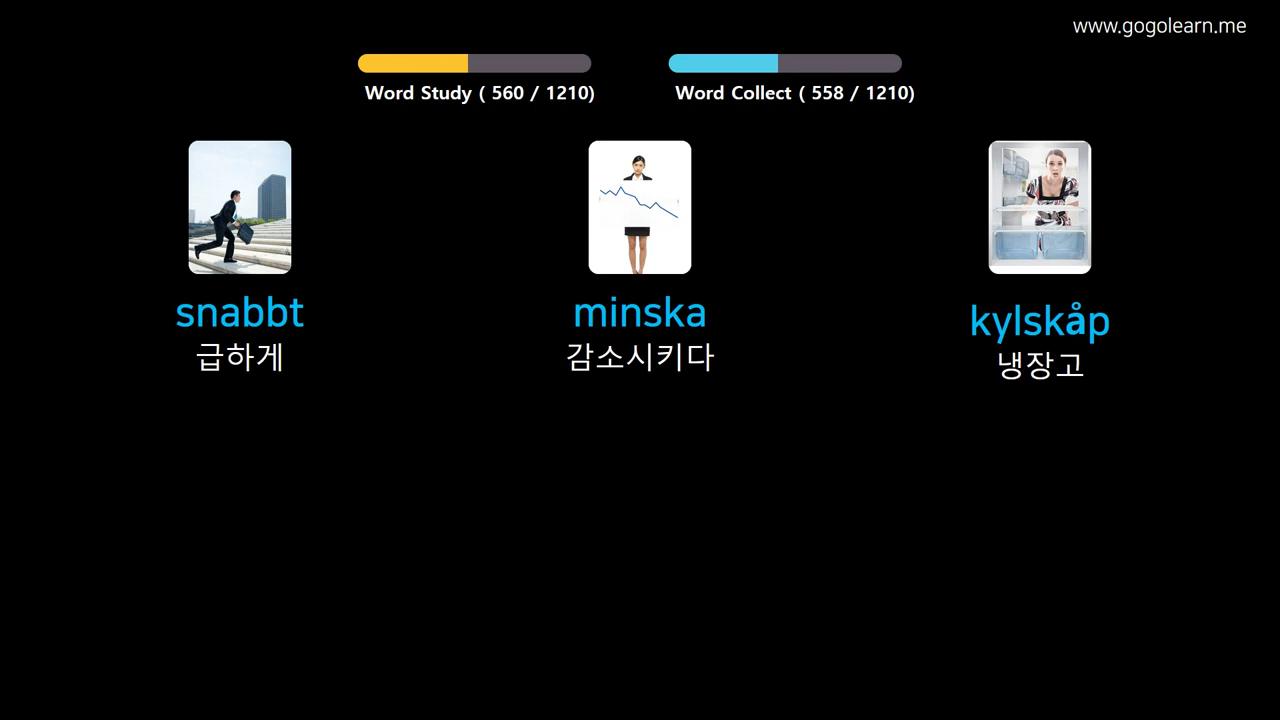 www.gogolearn.me
Word Study ( 560 / 1210)
Word Collect ( 558 / 1210)
snabbt
급하게
minska
감소시키다
kylskåp
냉장고